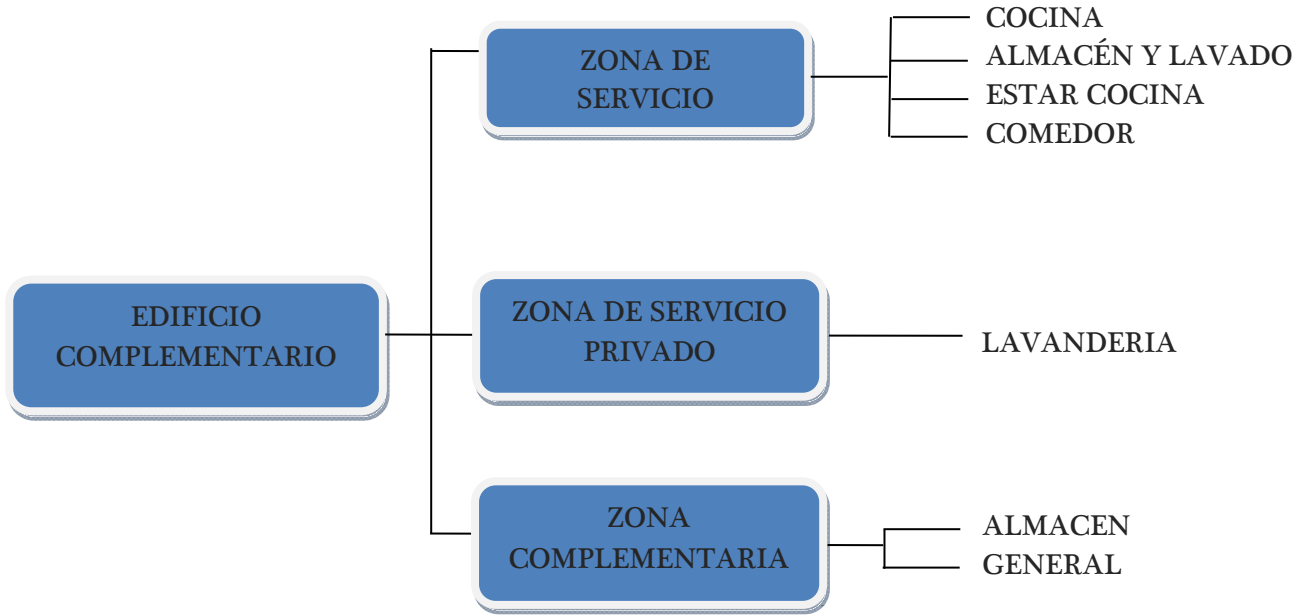 EDIFICIO
COMPLEMENTARIO
ZONA DE
SERVICIO
COCINA
ALMACÉN Y LAVADO
ESTAR COCINA
COMEDOR
ZONA DE SERVICIO
PRIVADO
LAVANDERIA
ZONA
COMPLEMENTARIA
ALMACEN
GENERAL